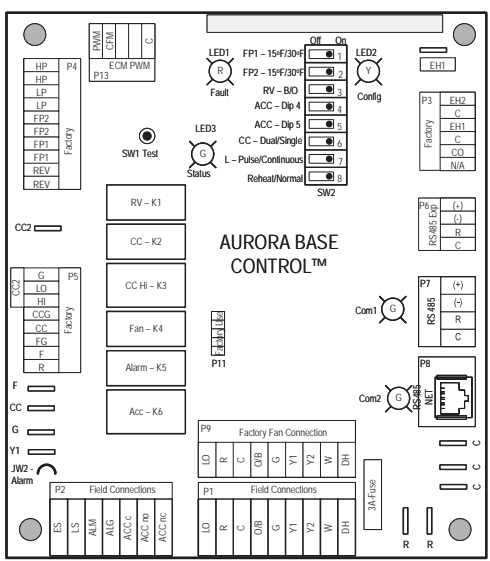 PWM
CFM
C
ECM PWM
P13
Off On
LED1
R
Fault
FP1 – 15ºF/30ºF 1
FP2 – 15ºF/30ºF 2
RV – B/O 3
ACC – Dip 4 4
ACC – Dip 5 5
CC – Dual/Single 6
L – Pulse/Continuous 7
Reheat/Normal 8
SW2
LED2
Y
Config
EH1
P4
HP
HP
LP
LP
FP2
FP2
FP1
FP1
REV
REV
Factory
SW1 Test
LED3
G
Status
P3
Factory
EH2
C
EH1
C
CO
N/A
RV – K1
CC – K2
CC Hi – K3
Fan – K4
Alarm – K5
Acc – K6
CC2
AURORA BASE
CONTROL™
P6
RS485 Exp
(+)
(-)
R
C
CC2
P5
G
LO
HI
CCG
CC
FG
F
R
Factory
Factory Use
P11
Com1
G
P7
RS 485
(+)
(-)
R
C
P8
RS485
NET
Com2
G
F
CC
G
Y1
JW2 -
Alarm
P9
Factory Fan Connection
LO
R
C
O/B
G
Y1
Y2
W
DH
P2
Field Connections
ES
LS
ALM
ALG
ACC c
ACC no
ACC nc
P1
Field Connections
LO
R
C
O/B
G
Y1
Y2
W
DH
3A-Fuse
C
C
C
R
R